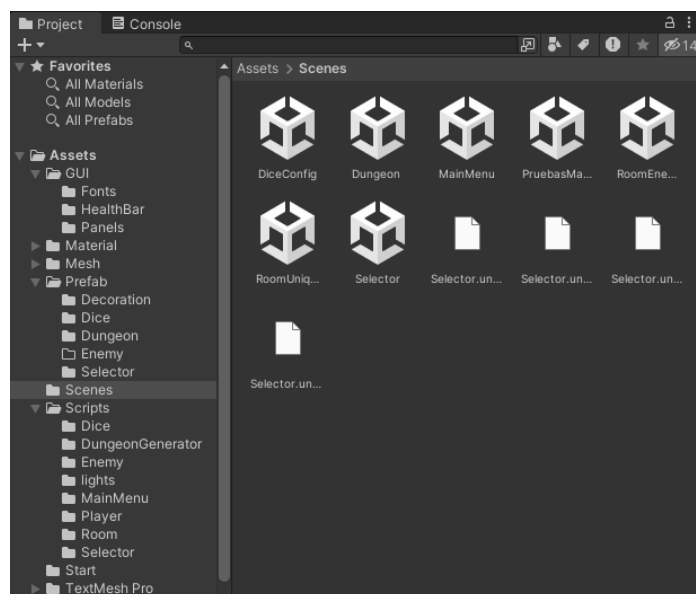 Project Console
14
Favorites
All Materials
All Models
All Prefabs
Assets
GUI
Fonts
HealthBar
Panels
Material
Mesh
Prefab
Decoration
Dice
Dungeon
Enemy
Selector
Scenes
Scripts
Dice
DungeonGenerator
Enemy
lights
MainMenu
Player
Room
Selector
Start
TextMesh Pro
Assets > Scenes
DiceConfig Dungeon MainMenu PruebasMa... RoomEne...
RoomUniq... Selector Selector.un... Selector.un... Selector.un...
Selector.un...